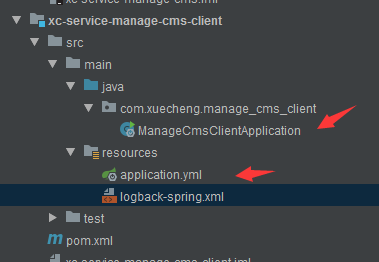 xc-service-manage-cms.iml
xc-service-manage-cms-client
src
main
java
com.xuecheng.manage_cms_client
ManageCmsClientApplication
resources
application.yml
logback-spring.xml
test
pom.xml
xc-service-manage-cms-client.iml